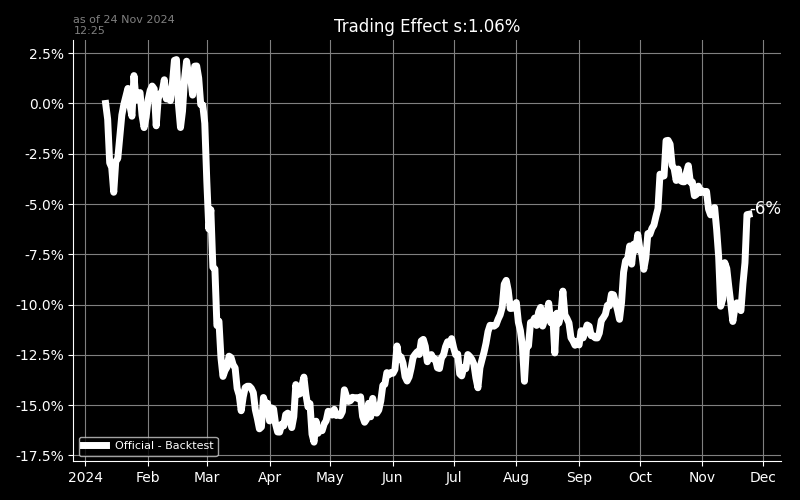 as of 24 Nov 2024
12:25
Trading Effect s:1.06%
2.5%
0.0%
-2.5%
-5.0%
-7.5%
-10.0%
-12.5%
-15.0%
-17.5%
-6%
Official - Backtest
2024 Feb Mar Apr May Jun Jul Aug Sep Oct Nov Dec